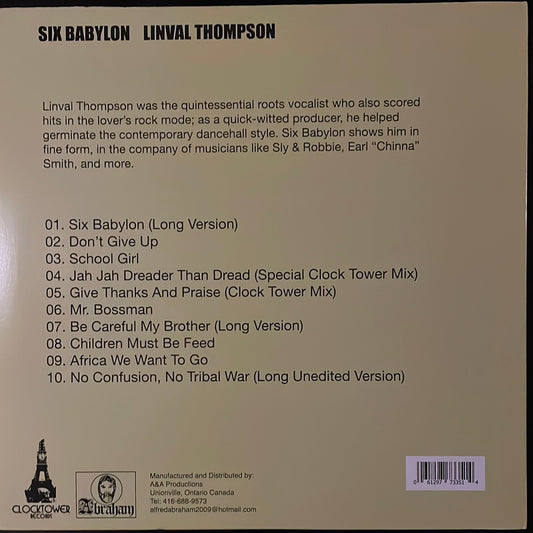 SIX BABYLON LINVAL THOMPSON
Linval Thompson was the quintessential roots vocalist who also scored
hits in the lover's rock mode; as a quick-witted producer, he helped
germinate the contemporary dancehall style. Six Babylon shows him in
fine form, in the company of musicians like Sly & Robbie, Earl “Chinna”
Smith, and more.
01. Six Babylon (Long Version)
02. Don't Give Up
03. School Girl
04. Jah Jah Dreader Than Dread (Special Clock Tower Mix)
05. Give Thanks And Praise (Clock Tower Mix)
06. Mr. Bossman
07. Be Careful My Brother (Long Version)
08. Children Must Be Feed
09. Africa We Want To Go
10. No Confusion, No Tribal War (Long Unedited Version)
CLOCKTOWER
RECORDS
Abraham
Manufactured and Distributed by:
A&A Productions
Unionville, Ontario Canada
Tel: 416-688-9573
alfredabraham2009@hotmail.com
0 61297 73351 4